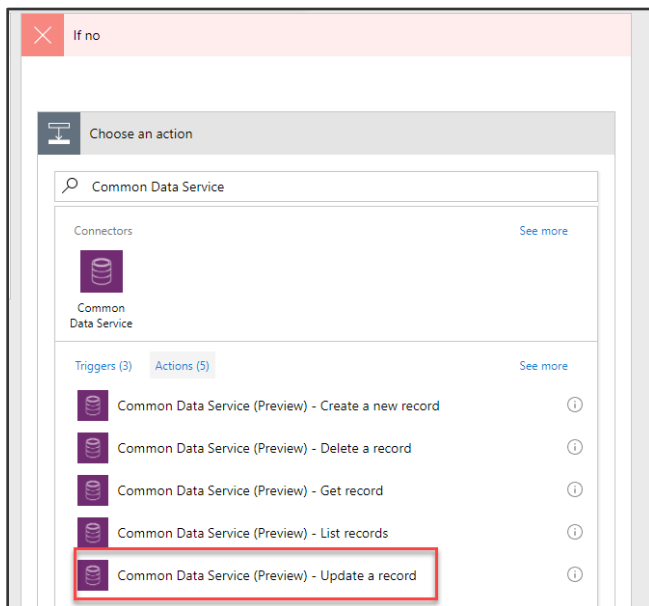 If no
Choose an action
Common Data Service
Connectors
See more
Common
Data Service
Triggers (3) Actions (5) See more
Common Data Service (Preview) - Create a new record
Common Data Service (Preview) - Delete a record
Common Data Service (Preview) - Get record
Common Data Service (Preview) - List records
Common Data Service (Preview) - Update a record